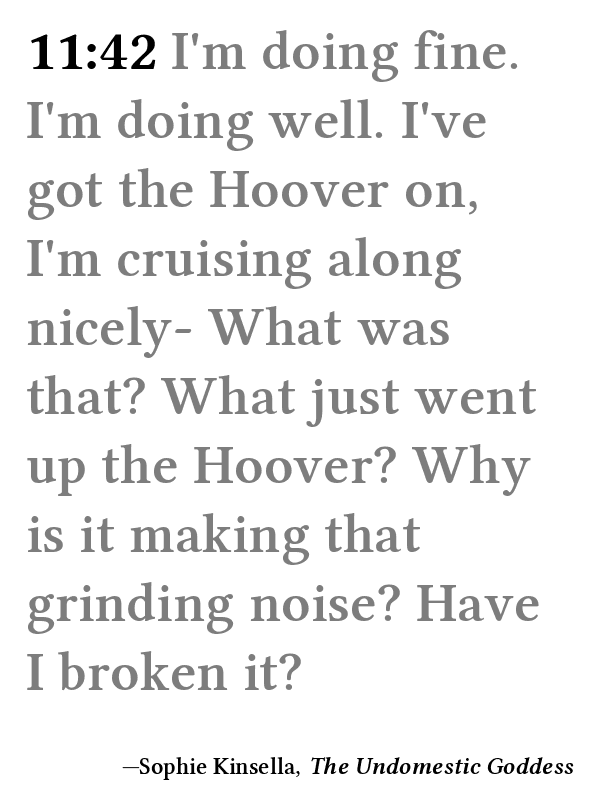 11:42 I'm doing fine.
I'm doing well. I've
got the Hoover on,
I'm cruising along
nicely- What was
that? What just went
up the Hoover? Why
is it making that
grinding noise? Have
I broken it?
—Sophie Kinsella, The Undomestic Goddess